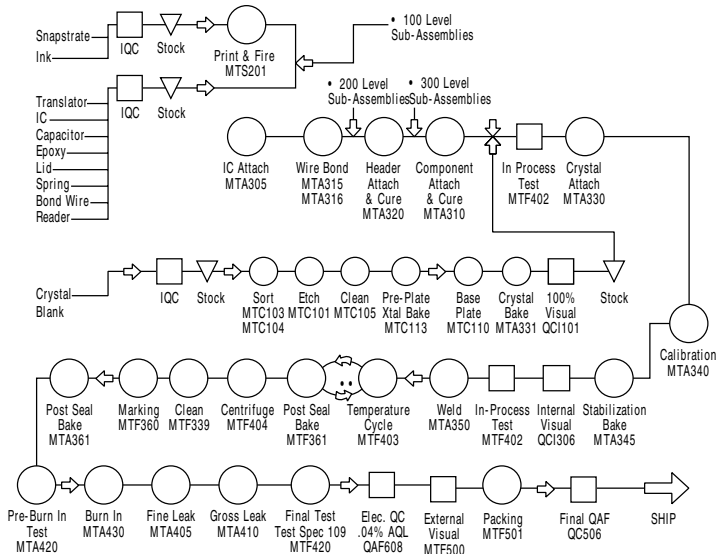 Snapstrate
Ink
IQC
Stock
Print & Fire
MTS201
• 100 Level
Sub-Assemblies
Translator
IC
Capacitor
Epoxy
Lid
Spring
Bond Wire
Reader
IQC
Stock
• 200 Level
Sub-Assemblies
• 300 Level
Sub-Assemblies
IC Attach
MTA305
Wire Bond
MTA315
MTA316
Header
Attach
& Cure
MTA320
Component
Attach
& Cure
MTA310
In Process
Test
MTF402
Crystal
Attach
MTA330
Crystal
Blank
IQC
Stock
Sort
MTC103
MTC104
Etch
MTC101
Clean
MTC105
Pre-Plate
Xtal Bake
MTC113
Base
Plate
MTC110
Crystal
Bake
MTA331
100%
Visual
QCI101
Stock
Calibration
MTA340
Post Seal
Bake
MTA361
Marking
MTF360
Clean
MTF339
Centrifuge
MTF404
Post Seal
Bake
MTF361
Temperature
Cycle
MTF403
Weld
MTA350
In-Process
Test
MTF402
Internal
Visual
QCI306
Stabilization
Bake
MTA345
Pre-Burn In
Test
MTA420
Burn In
MTA430
Fine Leak
MTA405
Gross Leak
MTA410
Final Test
Test Spec 109
MTF420
Elec. QC
.04% AQL
QAF608
External
Visual
MTF500
Packing
MTF501
Final QAF
QC506
SHIP